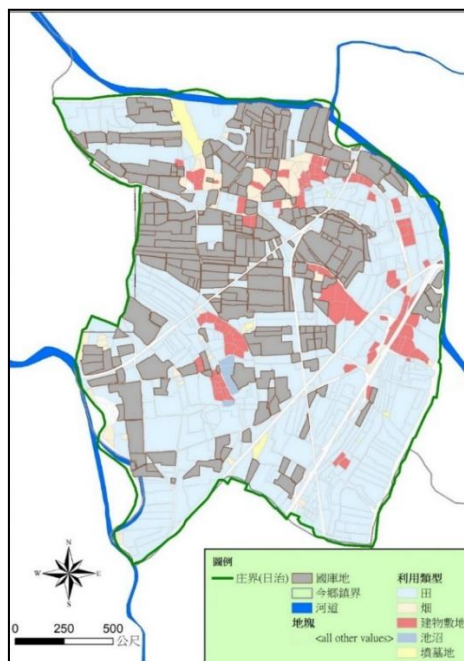 N
W E
S
0 250 500
公尺
圖例
庄界(日治)
國庫地
今鄉鎮界
河道
地塊
<all other values>
利用類型
田
畑
建物敷地
池沼
墳墓地